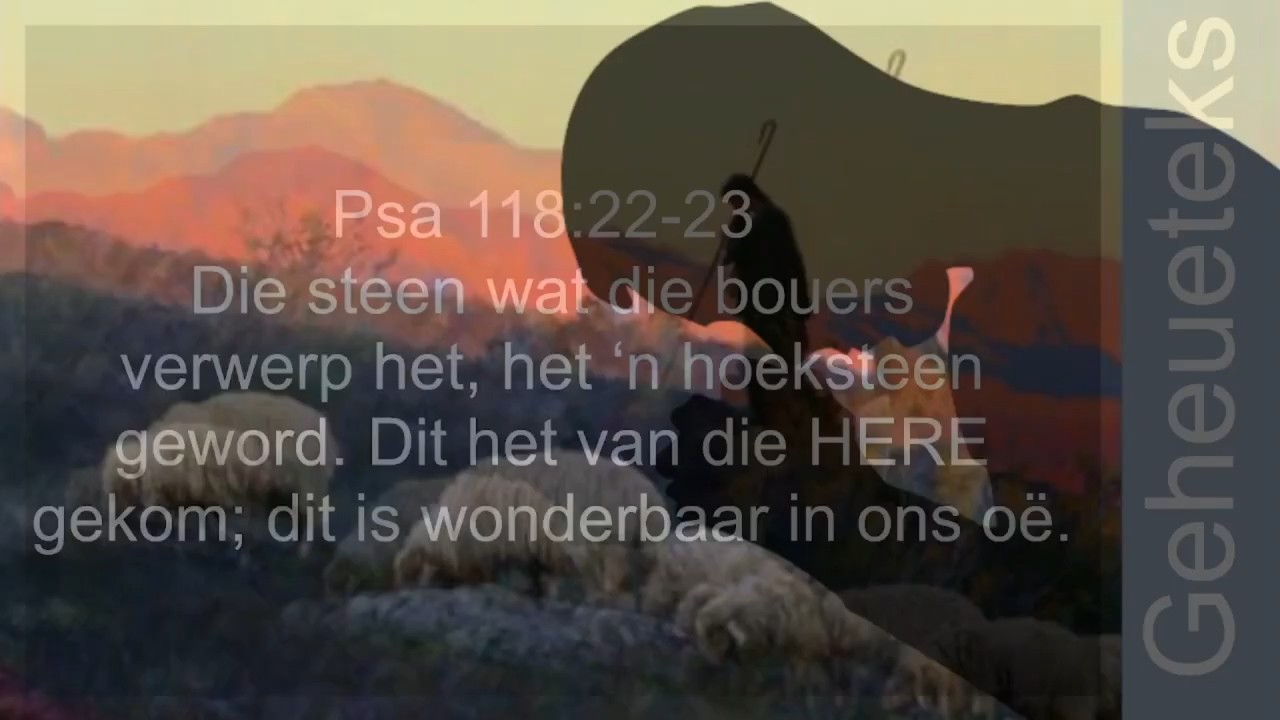 Psa 118:22-23
Die steen wat die bouers
verwerp het, het ‘n hoeksteen
geword. Dit het van die HERE
gekom; dit is wonderbaar in ons oë.
Geheueteks